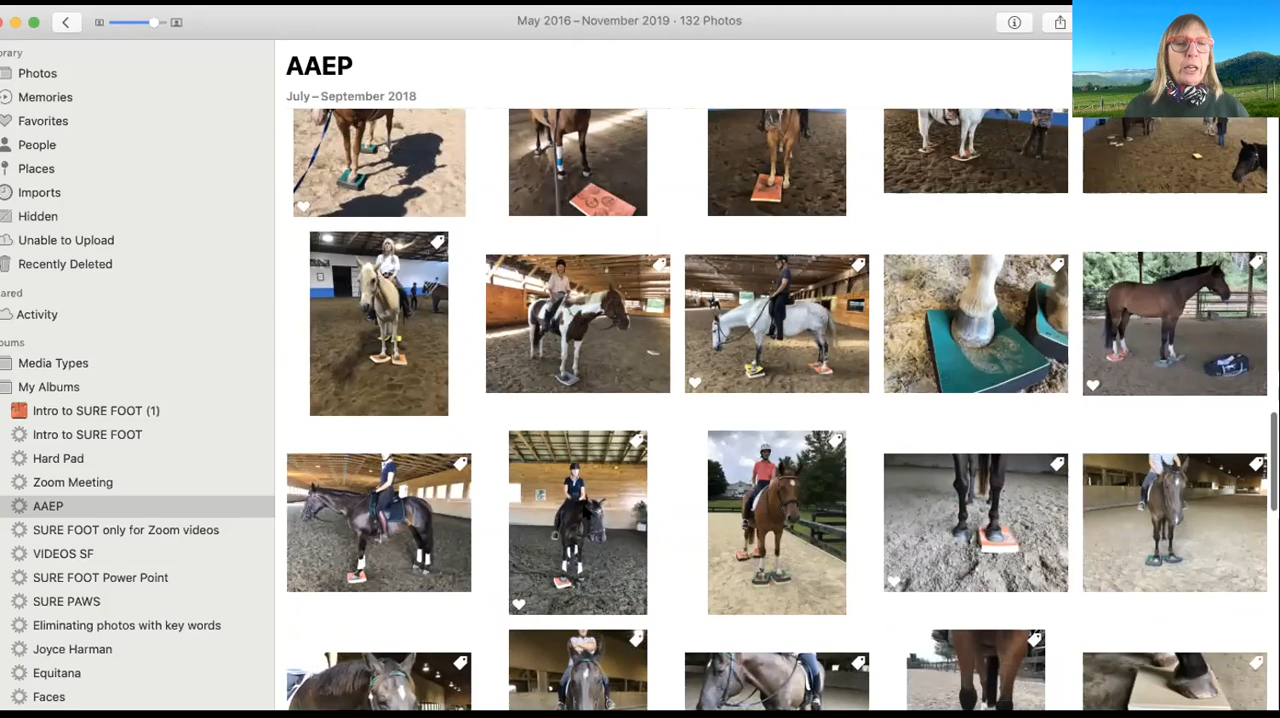 May 2016 – November 2019 · 132 Photos
AAEP
July – September 2018
brary
Photos
Memories
Favorites
People
Places
Imports
Hidden
Unable to Upload
Recently Deleted
ared
Activity
bums
Media Types
My Albums
Intro to SURE FOOT (1)
Intro to SURE FOOT
Hard Pad
Zoom Meeting
AAEP
SURE FOOT only for Zoom videos
VIDEOS SF
SURE FOOT Power Point
SURE PAWS
Eliminating photos with key words
Joyce Harman
Equitana
Faces